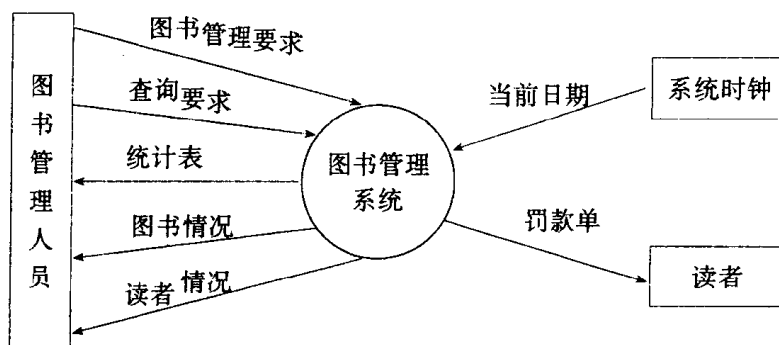 图书管理人员
图书管理要求
查询要求
统计表
图书情况
读者情况
图书管理
系统
当前日期
系统时钟
罚款单
读者